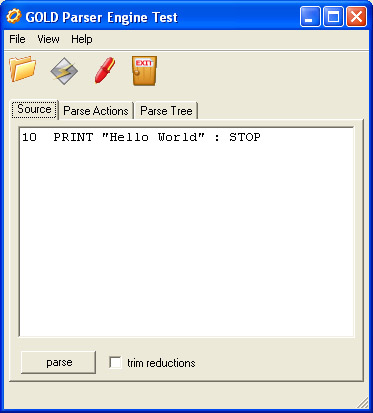 GOLD Parser Engine Test
File View Help
EXIT
Source Parse Actions Parse Tree
10  PRINT "Hello World" : STOP
parse trim reductions